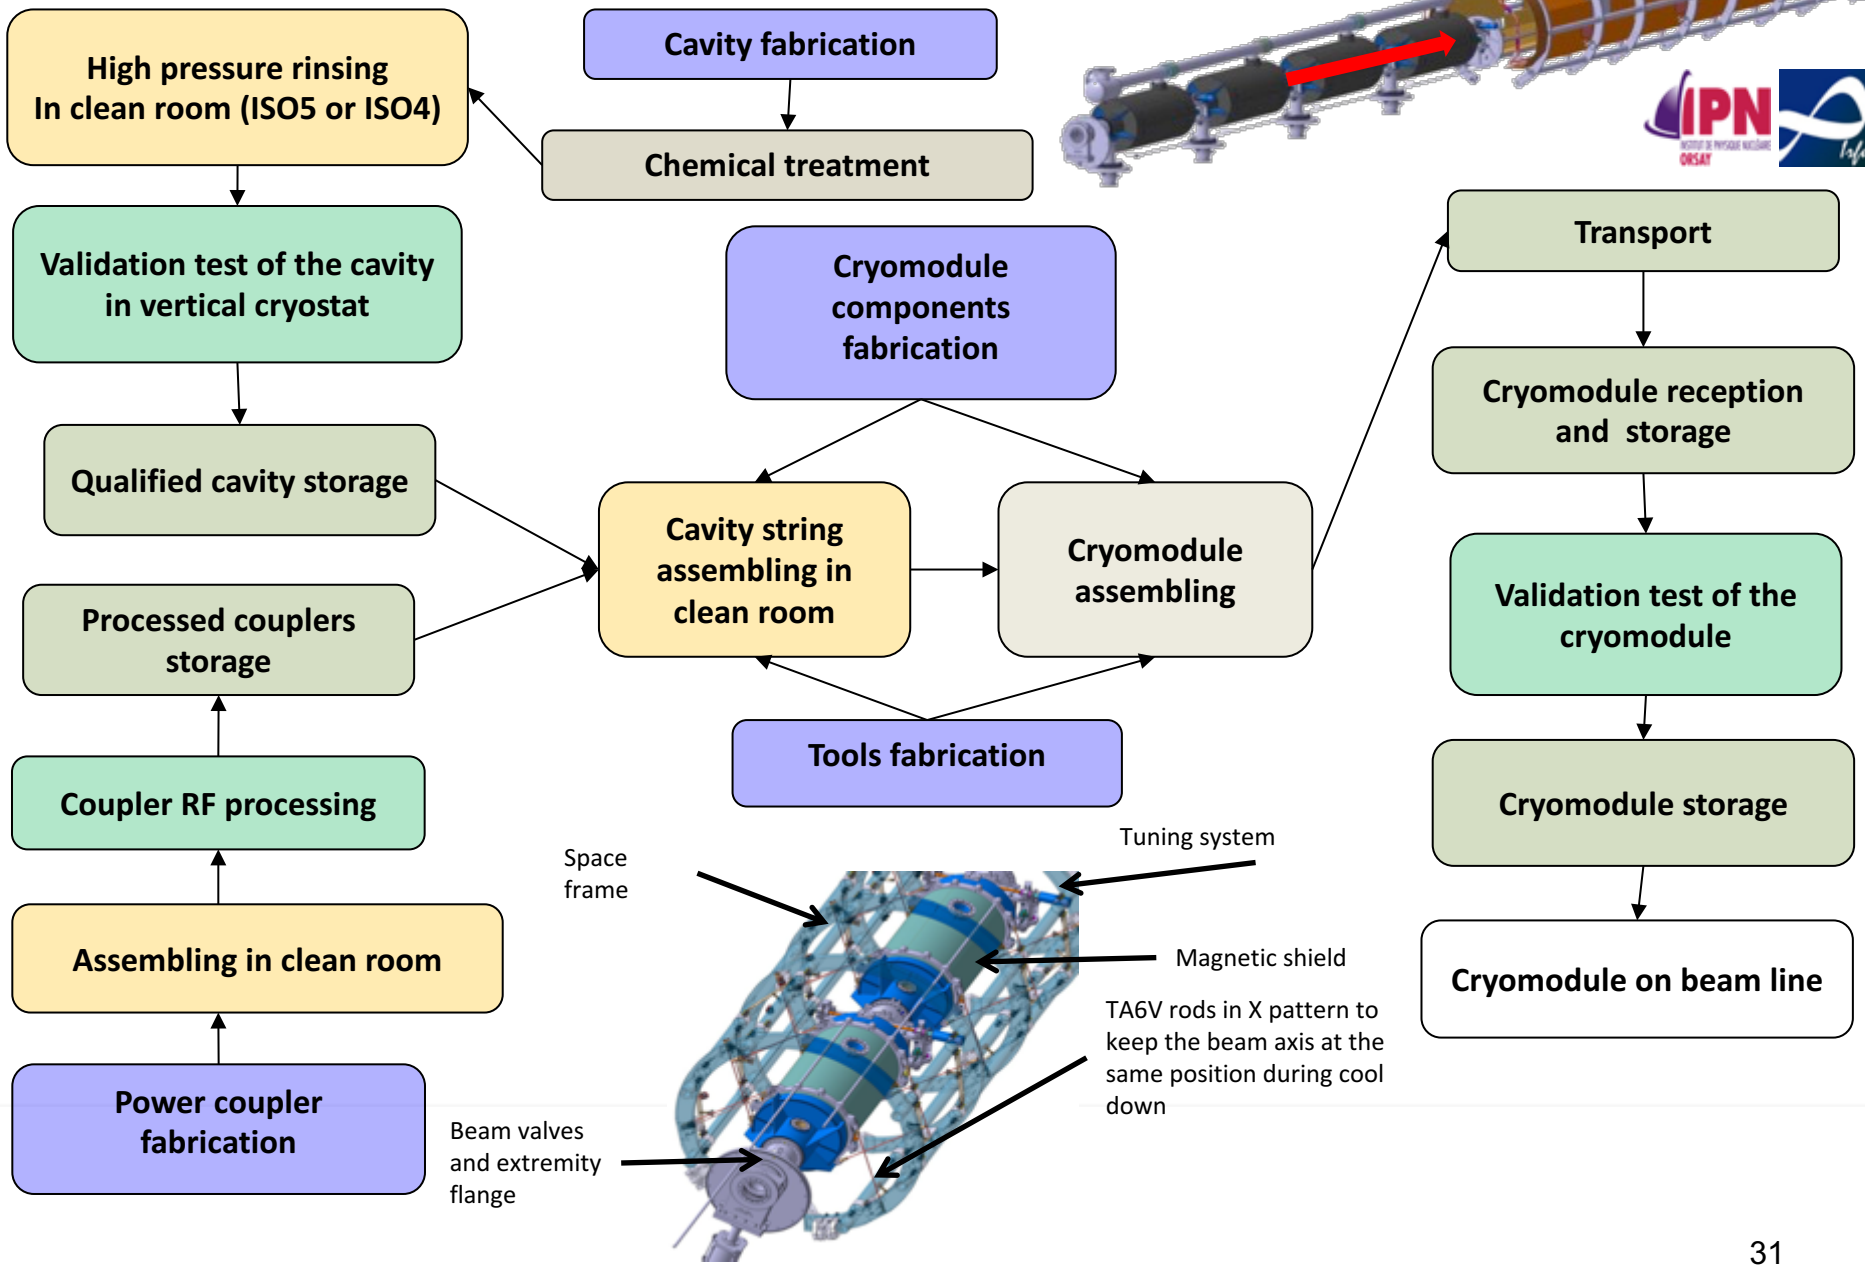 High pressure rinsing
In clean room (ISO5 or ISO4)
Cavity fabrication
Chemical treatment
IPN
INSTITUT DE PHYSIQUE NUCLÉAIRE
ORSAY
Validation test of the cavity
in vertical cryostat
Cryomodule
components
fabrication
Transport
Qualified cavity storage
Cryomodule reception
and storage
Cavity string
assembling in
clean room
Cryomodule
assembling
Processed couplers
storage
Validation test of the
cryomodule
Tools fabrication
Coupler RF processing
Cryomodule storage
Space
frame
Tuning system
Assembling in clean room
Magnetic shield
Cryomodule on beam line
TA6V rods in X pattern to
keep the beam axis at the
same position during cool
down
Power coupler
fabrication
Beam valves
and extremity
flange
31